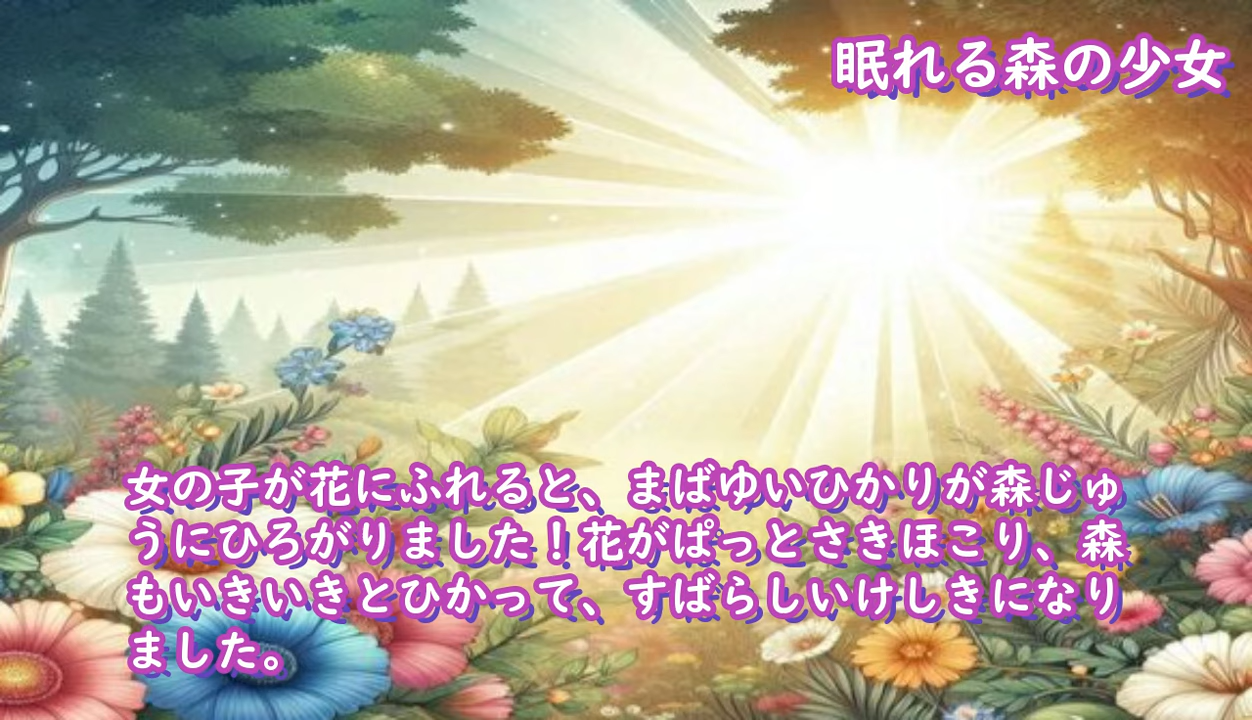 眠れる森の少女
女の子が花にふれると、まばゆいひかりが森じゅ
うにひろがりました！花がぱっとさきほこり、森
もいきいきとひかって、すばらしいけしきになり
ました。